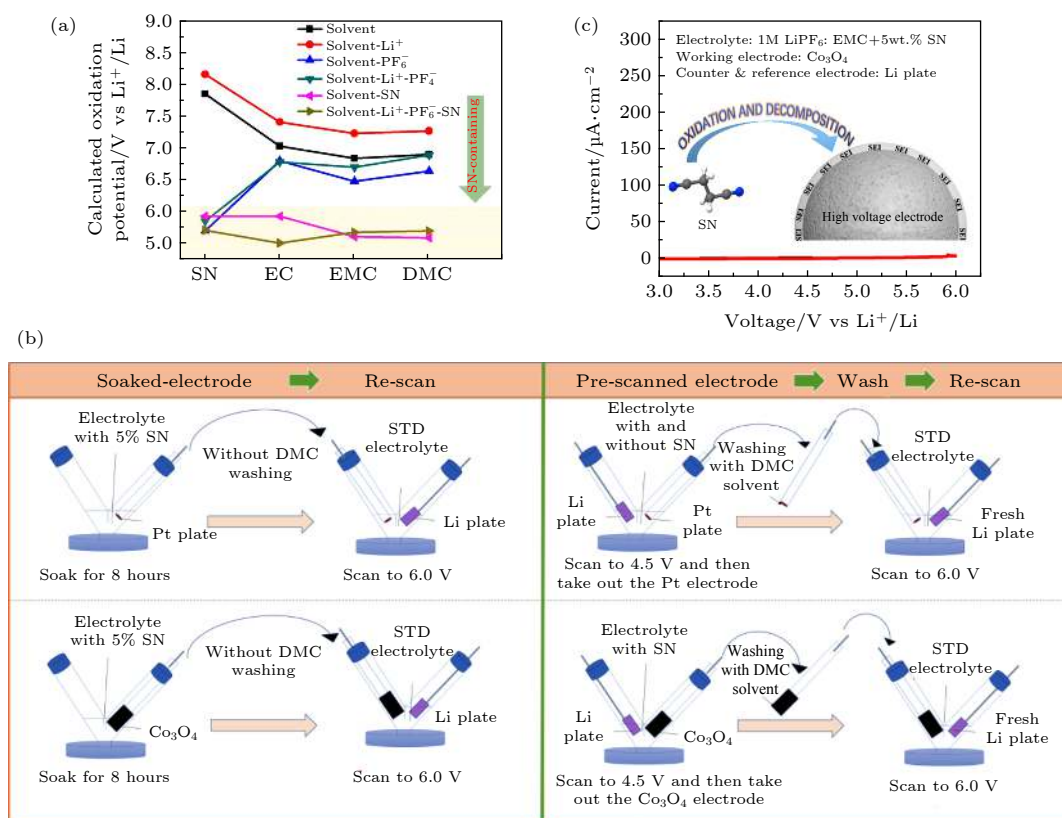 (a)
9.0
8.5
8.0
7.5
7.0
6.5
6.0
5.0
Calculated oxidation
potential/V vs Li⁺/Li
Solvent
Solvent-Li⁺
Solvent-PF₆⁻
Solvent-Li⁺-PF₄⁻
Solvent-SN
Solvent-Li⁺-PF₆⁻-SN
SN-containing
SN EC EMC DMC
(c)
300
250
200
150
100
50
0
Current/μA·cm⁻²
Electrolyte: 1M LiPF₆: EMC+5wt.% SN
Working electrode: Co₃O₄
Counter & reference electrode: Li plate
OXIDATION AND DECOMPOSITION
SN
SEI SEI SEI SEI SEI SEI SEI SEI SEI SEI
High voltage electrode
3.0 3.5 4.0 4.5 5.0 5.5 6.0
Voltage/V vs Li⁺/Li
(b)
Soaked-electrode Re-scan
Electrolyte
with 5% SN
Without DMC
washing
STD
electrolyte
Pt plate
Li plate
Soak for 8 hours
Scan to 6.0 V
Electrolyte
with 5% SN
Without DMC
washing
STD
electrolyte
Co₃O₄
Li plate
Soak for 8 hours
Scan to 6.0 V
Pre-scanned electrode Wash Re-scan
Electrolyte
with and
without SN
Washing
with DMC
solvent
STD
electrolyte
Li
plate
Pt
plate
Fresh
Li plate
Scan to 4.5 V and then
take out the Pt electrode
Scan to 6.0 V
Electrolyte
with SN
Washing
with DMC
solvent
STD
electrolyte
Li
plate
Co₃O₄
Fresh
Li plate
Scan to 4.5 V and then take
out the Co₃O₄ electrode
Scan to 6.0 V